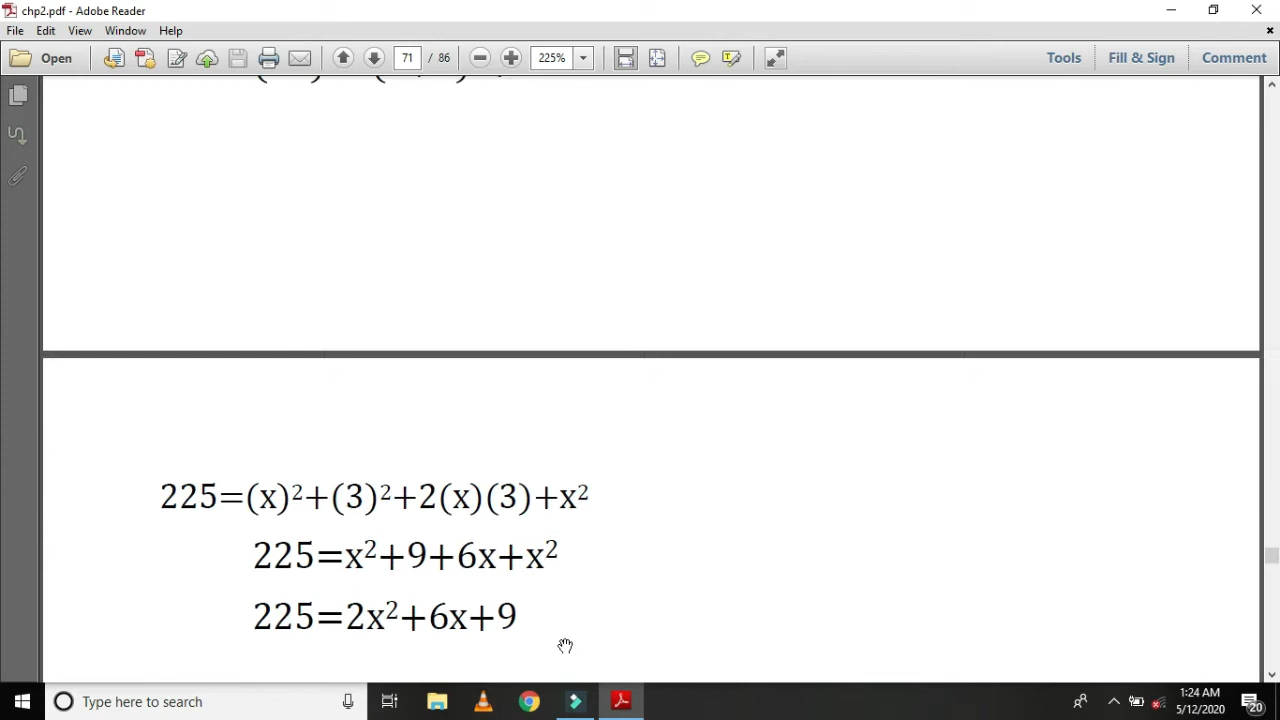 chp2.pdf - Adobe Reader
File Edit View Window Help
Open 71 / 86 225% Tools Fill & Sign Comment
225=(x)²+(3)²+2(x)(3)+x²
225=x²+9+6x+x²
225=2x²+6x+9
Type here to search
1:24 AM
5/12/2020
20